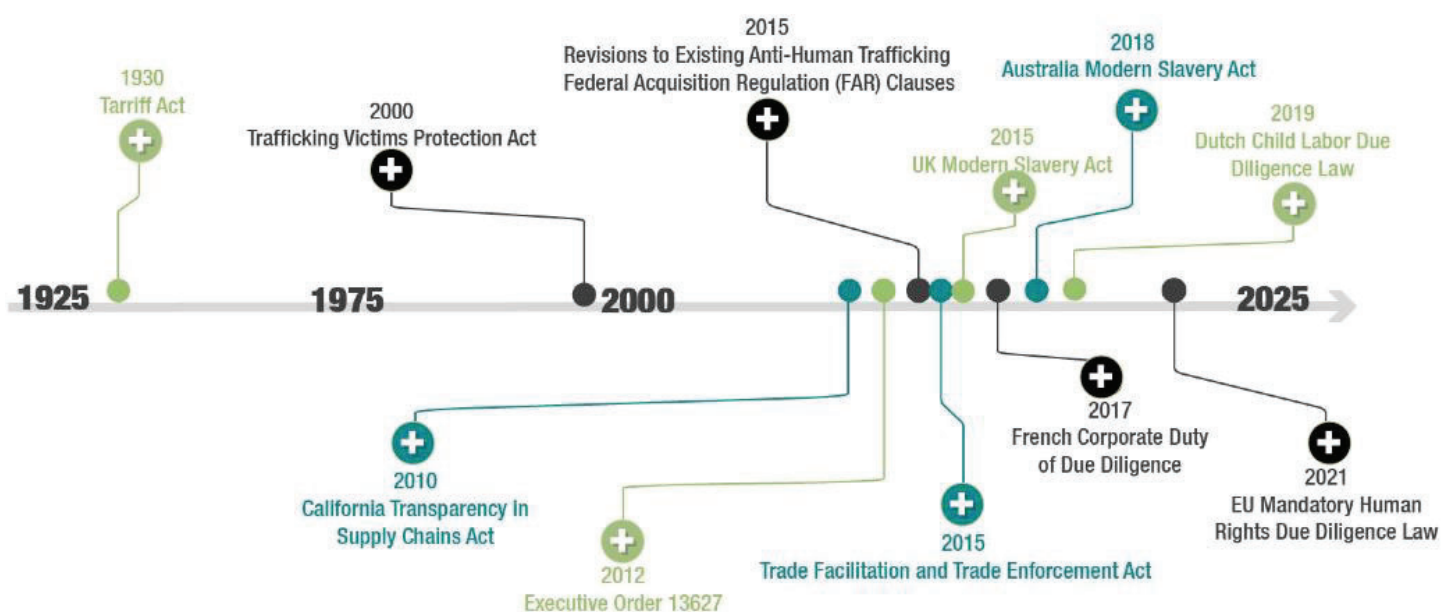 1930
Tarriff Act
2000
Trafficking Victims Protection Act
2015
Revisions to Existing Anti-Human Trafficking
Federal Acquisition Regulation (FAR) Clauses
2015
UK Modern Slavery Act
2018
Australia Modern Slavery Act
2019
Dutch Child Labor Due
Diligence Law
1925
1975
2000
2025
2010
California Transparency in
Supply Chains Act
2012
Executive Order 13627
2015
Trade Facilitation and Trade Enforcement Act
2017
French Corporate Duty
of Due Diligence
2021
EU Mandatory Human
Rights Due Diligence Law